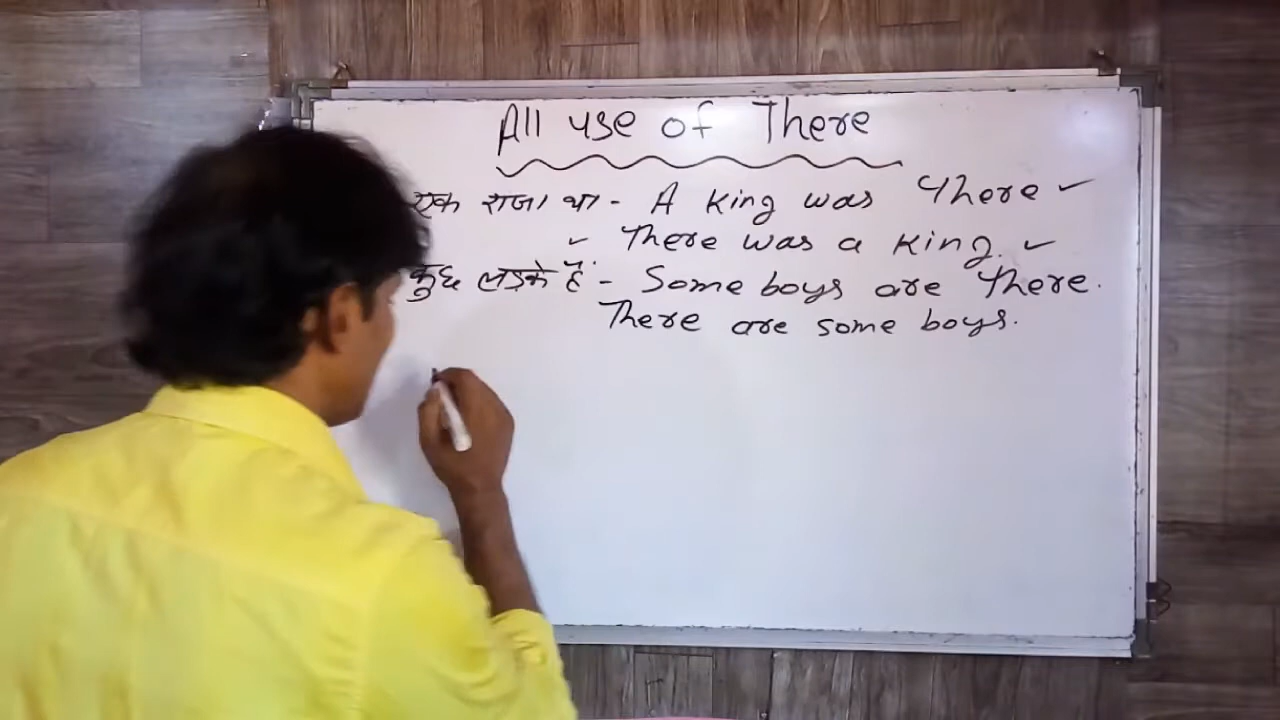 All use of There
एक राजा था - A king was There ✓
✓ There was a king. ✓
कुछ लड़के हैं. - Some boys are there.
There are some boys.